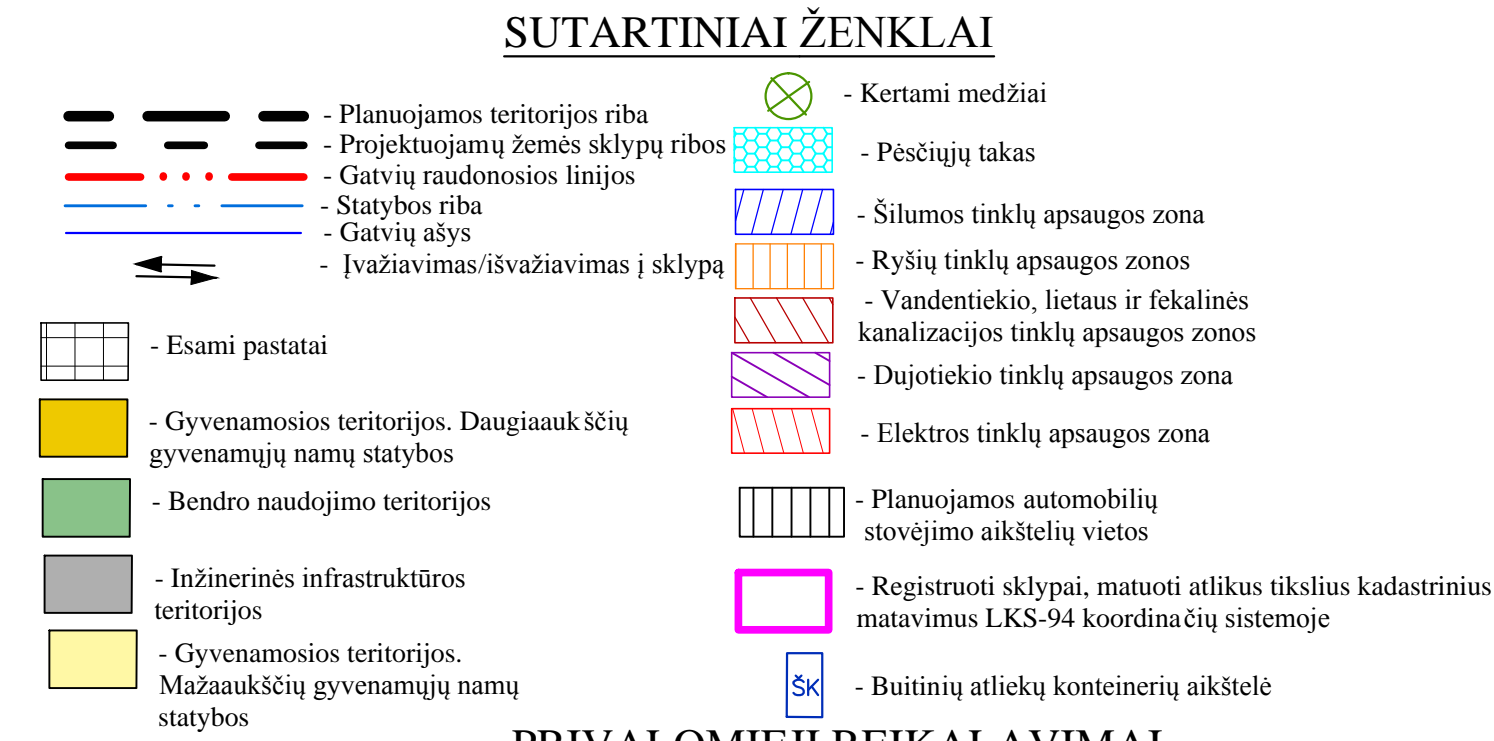 SUTARTINIAI ŽENKLAI
- Planuojamos teritorijos riba
- Projektuojamų žemės sklypų ribos
- Gatvių raudonosios linijos
- Statybos riba
- Gatvių ašys
- Įvažiavimas/išvažiavimas į sklypą
- Esami pastatai
- Gyvenamosios teritorijos. Daugiaaukščių
gyvenamųjų namų statybos
- Bendro naudojimo teritorijos
- Inžinerinės infrastruktūros
teritorijos
- Gyvenamosios teritorijos.
Mažaaukščių gyvenamųjų namų
statybos
- Kertami medžiai
- Pėsčiųjų takas
- Šilumos tinklų apsaugos zona
- Ryšių tinklų apsaugos zonos
- Vandentiekio, lietaus ir fekalinės
kanalizacijos tinklų apsaugos zonos
- Dujotiekio tinklų apsaugos zona
- Elektros tinklų apsaugos zona
- Planuojamos automobilių
stovėjimo aikštelių vietos
- Registruoti sklypai, matuoti atlikus tikslius kadastrinius
matavimus LKS-94 koordinačių sistemoje
ŠK
- Buitinių atliekų konteinerių aikštelė
PRIVALOMIEJI REIKALAVIMAI